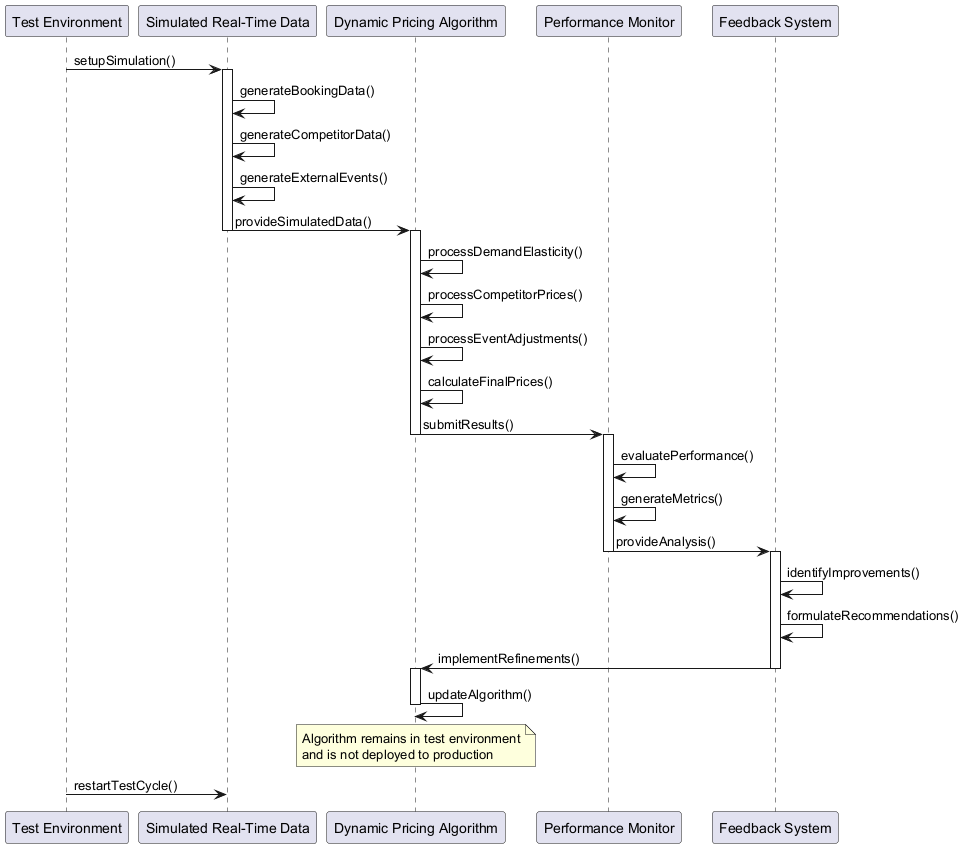 Test Environment
Simulated Real-Time Data
Dynamic Pricing Algorithm
Performance Monitor
Feedback System
setupSimulation()
generateBookingData()
generateCompetitorData()
generateExternalEvents()
provideSimulatedData()
processDemandElasticity()
processCompetitorPrices()
processEventAdjustments()
calculateFinalPrices()
submitResults()
evaluatePerformance()
generateMetrics()
provideAnalysis()
identifyImprovements()
formulateRecommendations()
implementRefinements()
updateAlgorithm()
Algorithm remains in test environment
and is not deployed to production
restartTestCycle()
Test Environment
Simulated Real-Time Data
Dynamic Pricing Algorithm
Performance Monitor
Feedback System